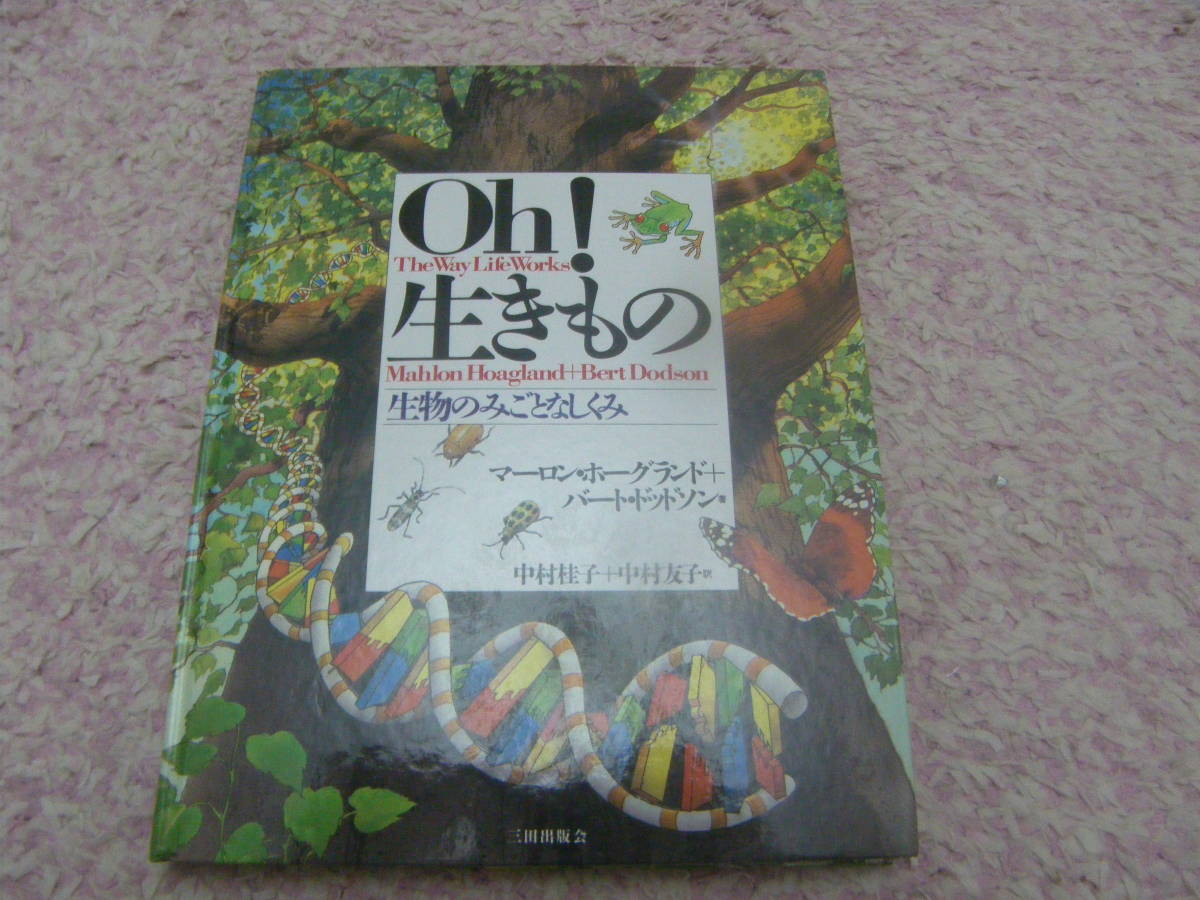 Oh!
The Way Life Works
生きもの
Mahlon Hoagland+Bert Dodson
生物のみごとなしくみ
マーロン・ホーグランド+
バート・ドッドソン著
中村桂子+中村友子訳
三田出版会